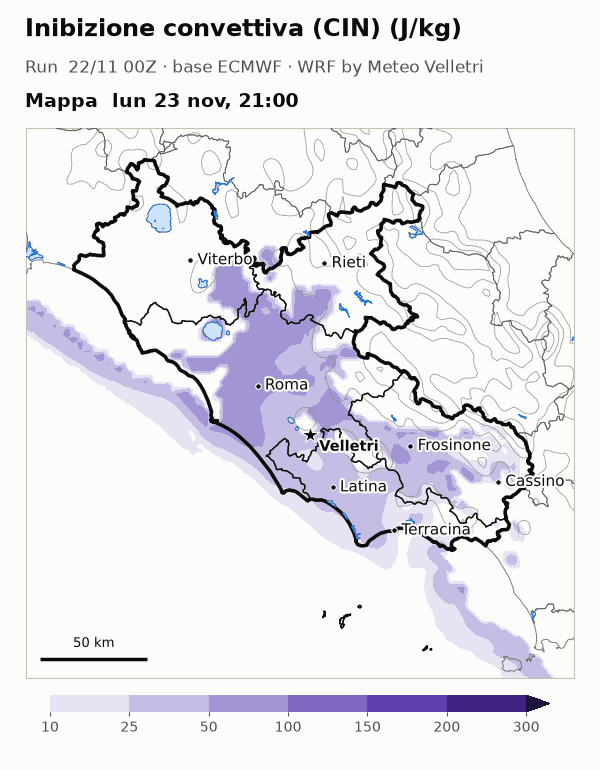 Inibizione convettiva (CIN) (J/kg)
Run  22/11 00Z · base ECMWF · WRF by Meteo Velletri
Mappa  lun 23 nov, 21:00
Viterbo
Rieti
Roma
Velletri
Frosinone
Cassino
Latina
Terracina
50 km
10 25 50 100 150 200 300